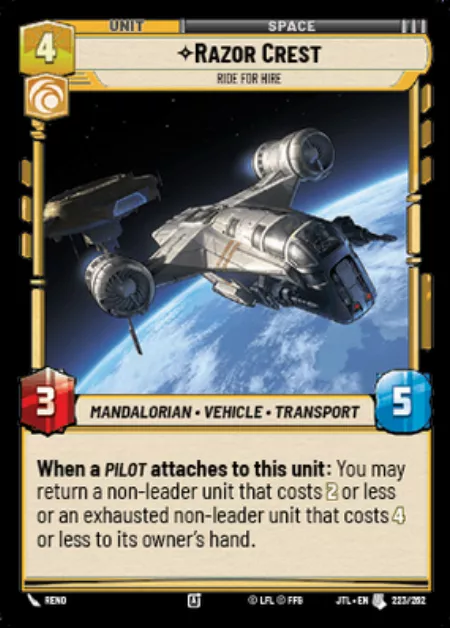 UNIT SPACE
4 ✧RAZOR CREST
RIDE FOR HIRE
3 MANDALORIAN • VEHICLE • TRANSPORT 5
When a PILOT attaches to this unit: You may
return a non-leader unit that costs 2 or less
or an exhausted non-leader unit that costs 4
or less to its owner's hand.
RENO A © LFL © FFG JTL • EN 223/262